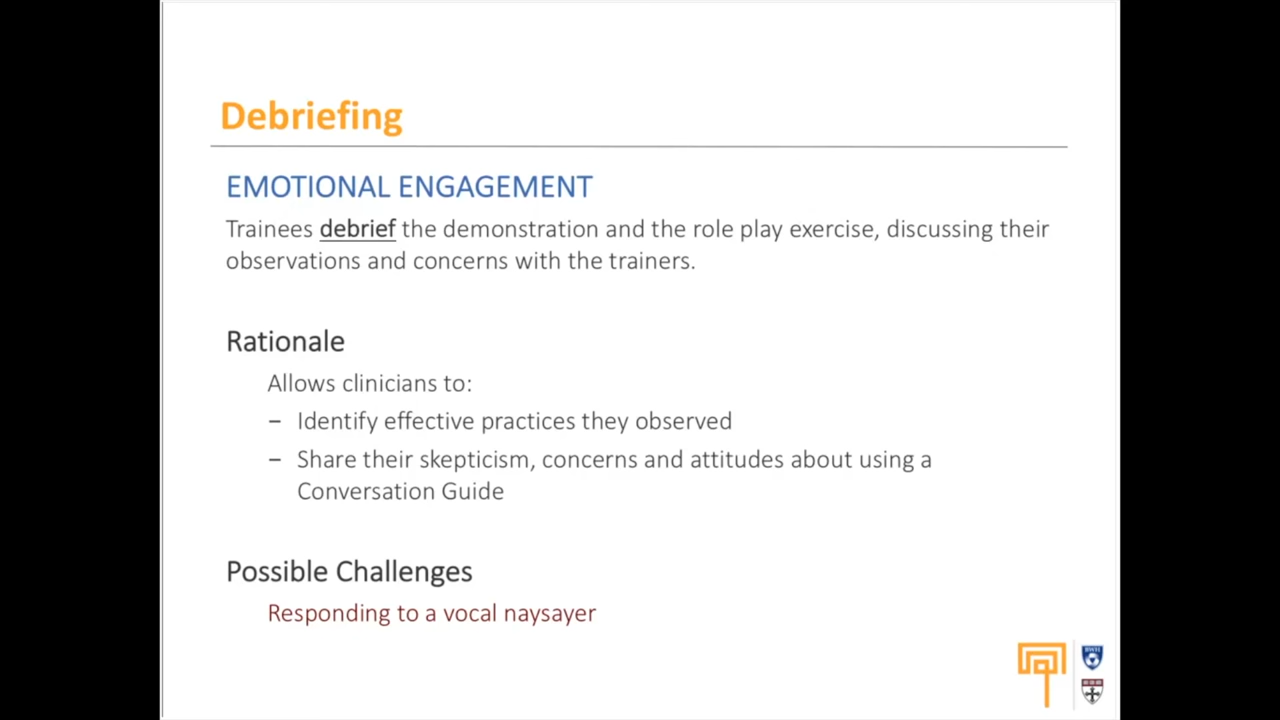 Debriefing
EMOTIONAL ENGAGEMENT
Trainees debrief the demonstration and the role play exercise, discussing their
observations and concerns with the trainers.
Rationale
Allows clinicians to:
– Identify effective practices they observed
– Share their skepticism, concerns and attitudes about using a
Conversation Guide
Possible Challenges
Responding to a vocal naysayer
BWH